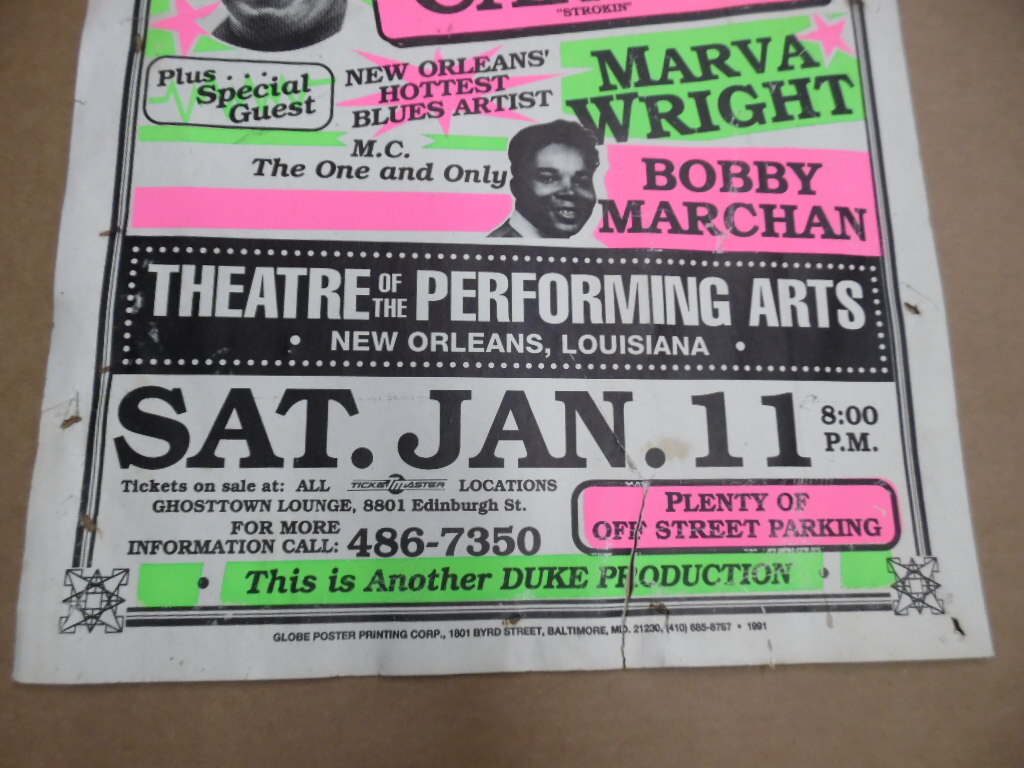 "STROKIN"
Plus . . . .
Special
Guest
NEW ORLEANS'
HOTTEST
BLUES ARTIST
MARVA
WRIGHT
M.C.
The One and Only
BOBBY
MARCHAN
THEATRE OF THE PERFORMING ARTS
• NEW ORLEANS, LOUISIANA •
SAT. JAN. 11 8:00 P.M.
Tickets on sale at: ALL TICKETMASTER LOCATIONS
GHOSTTOWN LOUNGE, 8801 Edinburgh St.
FOR MORE
INFORMATION CALL: 486-7350
PLENTY OF
OFF STREET PARKING
• This is Another DUKE PRODUCTION •
GLOBE POSTER PRINTING CORP., 1801 BYRD STREET, BALTIMORE, MD. 21230, (410) 685-8787 • 1991